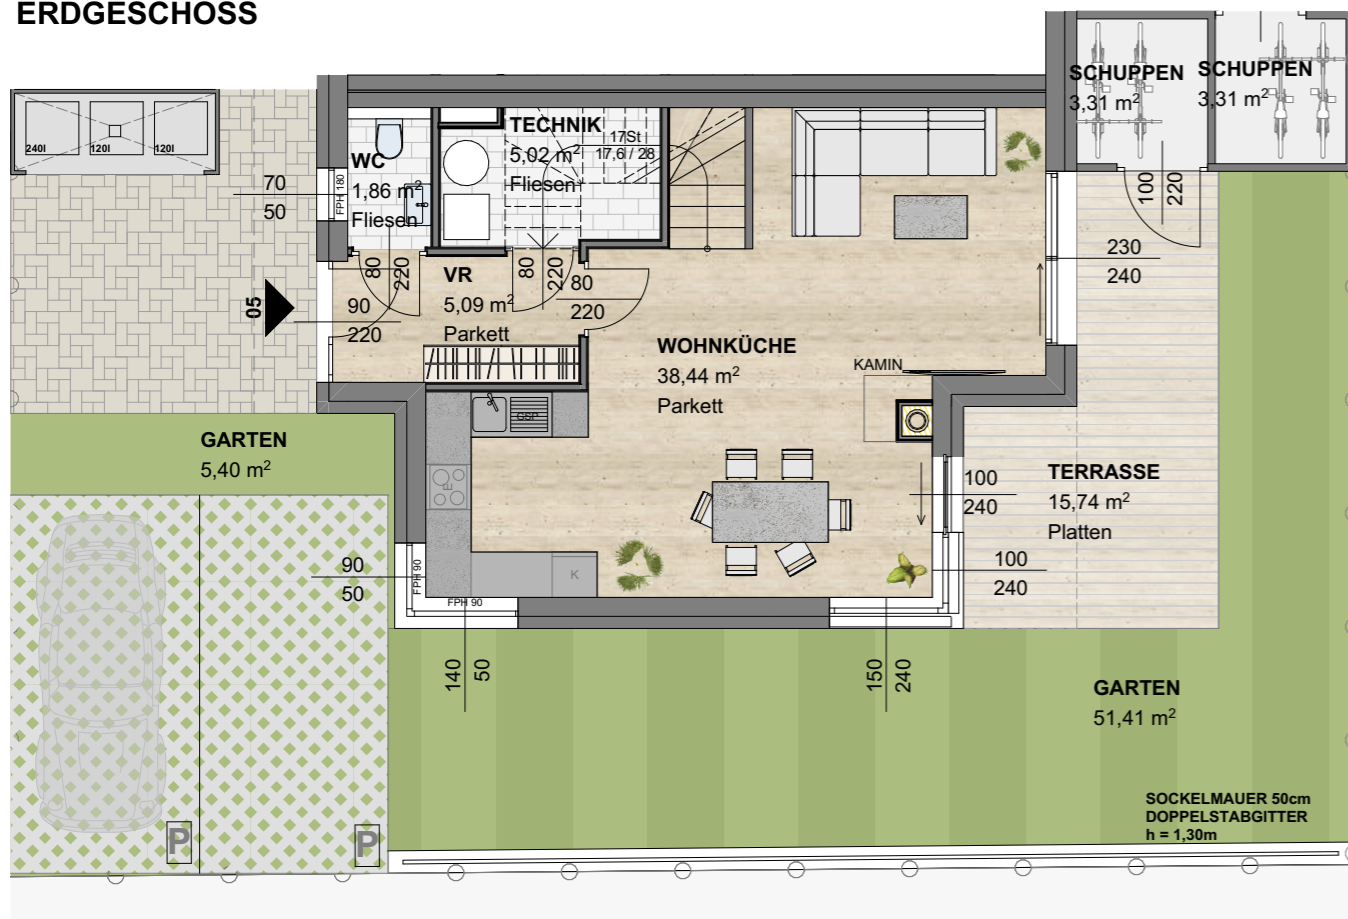 ERDGESCHOSS
SCHUPPEN
3,31 m²
SCHUPPEN
3,31 m²
240l
120l
120l
WC
1,86 m²
Fliesen
TECHNIK
5,02 m²
Fliesen
17St
17,6 / 28
FPH 180
70
50
100
220
230
240
80
220
80
220
80
220
VR
5,09 m²
Parkett
05
90
220
WOHNKÜCHE
38,44 m²
Parkett
KAMIN
GSP
GARTEN
5,40 m²
E
100
240
TERRASSE
15,74 m²
Platten
90
50
FPH 90
FPH 90
K
100
240
140
50
150
240
GARTEN
51,41 m²
SOCKELMAUER 50cm
DOPPELSTABGITTER
h = 1,30m
P
P